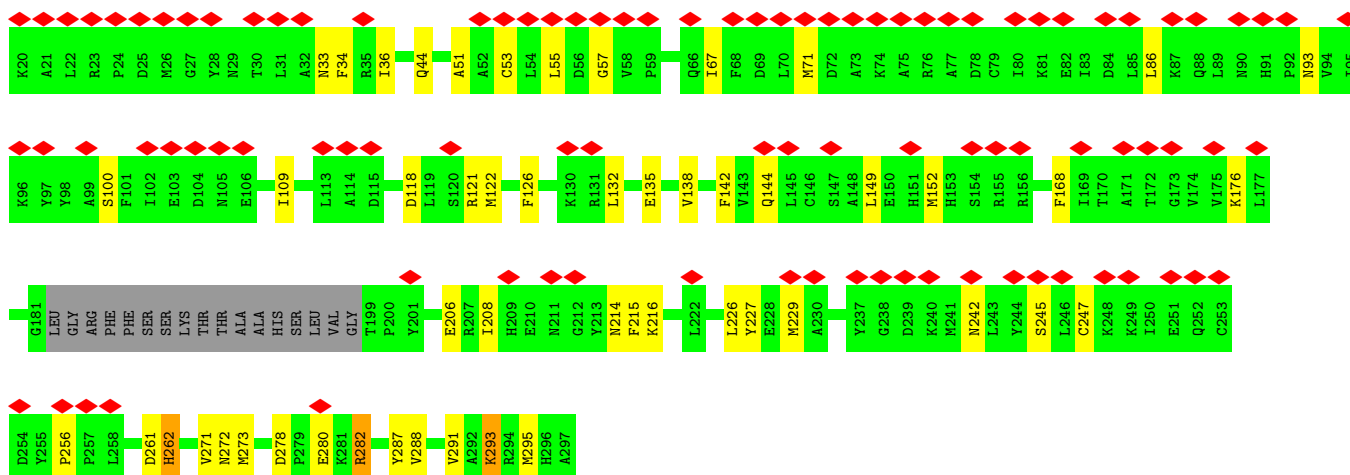 K20 A21 L22 R23 P24 D25 M26 G27 Y28 N29 T30 L31 A32 N33 F34 R35 I36 Q44 A51 A52 C53 L54 L55 D56 G57 V58 P59 Q66 I67 F68 D69 L70 M71 D72 A73 K74 A75 R76 A77 D78 C79 I80 K81 E82 I83 D84 L85 L86 K87 Q88 L89 N90 H91 P92 N93 V94 I95
K96 Y97 Y98 A99 S100 F101 I102 E103 D104 N105 E106 I109 L113 A114 D115 D118 L119 S120 R121 M122 F126 K130 R131 L132 E135 V138 F142 V143 Q144 L145 C146 S147 A148 L149 E150 H151 M152 H153 S154 R155 R156 F168 I169 T170 A171 T172 G173 V174 V175 K176 L177
G181 LEU GLY ARG PHE PHE SER SER LYS THR THR ALA ALA HIS SER LEU VAL GLY T199 P200 Y201 E206 R207 I208 H209 E210 N211 G212 Y213 N214 F215 K216 L222 L226 Y227 E228 M229 A230 Y237 G238 D239 K240 M241 N242 L243 Y244 S245 L246 C247 K248 K249 I250 E251 Q252 C253
D254 Y255 P256 P257 L258 D261 H262 V271 N272 M273 D278 P279 E280 K281 R282 Y287 V288 V291 A292 K293 R294 M295 H296 A297